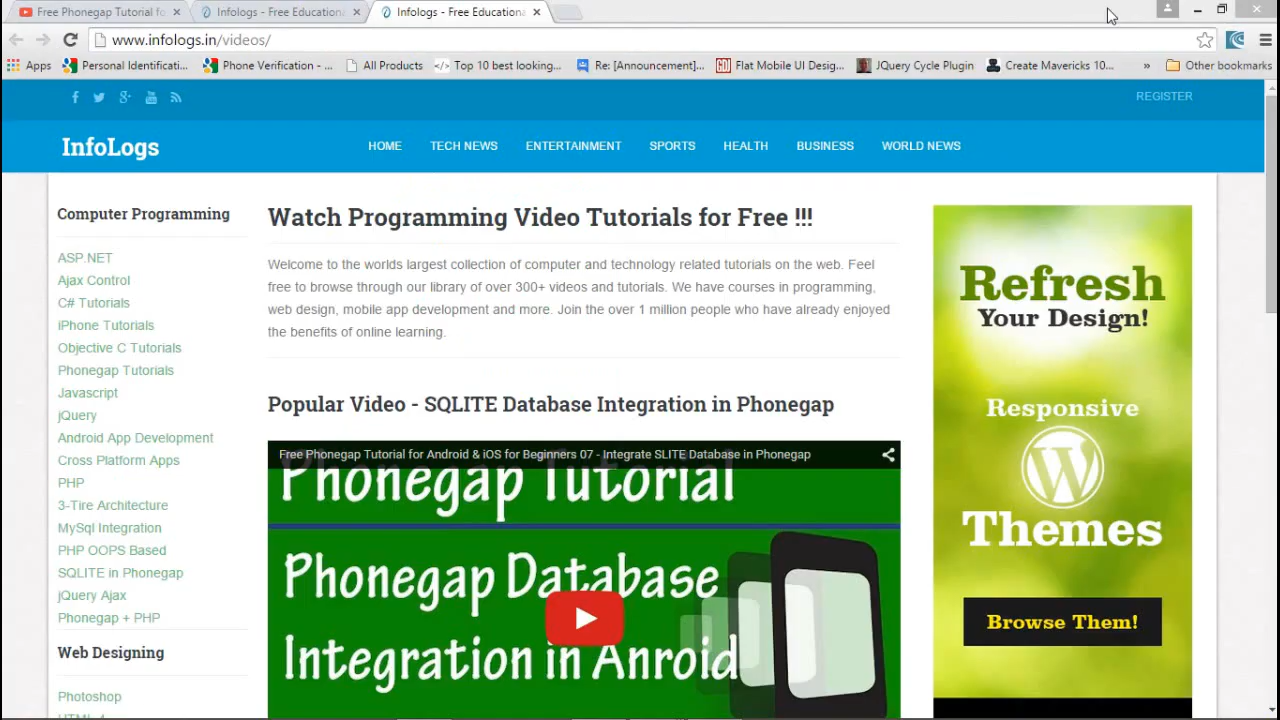 Free Phonegap Tutorial fo
Infologs - Free Educationa
Infologs - Free Educationa
www.infologs.in/videos/
Apps
Personal Identificati...
Phone Verification - ...
All Products
Top 10 best looking...
Re: [Announcement]...
Flat Mobile UI Desig...
JQuery Cycle Plugin
Create Mavericks 10...
»
Other bookmarks
REGISTER
InfoLogs
HOME
TECH NEWS
ENTERTAINMENT
SPORTS
HEALTH
BUSINESS
WORLD NEWS
Computer Programming
ASP.NET
Ajax Control
C# Tutorials
iPhone Tutorials
Objective C Tutorials
Phonegap Tutorials
Javascript
jQuery
Android App Development
Cross Platform Apps
PHP
3-Tire Architecture
MySql Integration
PHP OOPS Based
SQLITE in Phonegap
jQuery Ajax
Phonegap + PHP
Web Designing
Photoshop
HTML 4
Watch Programming Video Tutorials for Free !!!
Welcome to the worlds largest collection of computer and technology related tutorials on the web. Feel
free to browse through our library of over 300+ videos and tutorials. We have courses in programming,
web design, mobile app development and more. Join the over 1 million people who have already enjoyed
the benefits of online learning.
Popular Video - SQLITE Database Integration in Phonegap
Free Phonegap Tutorial for Android & iOS for Beginners 07 - Integrate SLITE Database in Phonegap
Phonegap Tutorial
Phonegap Database
Integration in Anroid
Refresh
Your Design!
Responsive
Themes
Browse Them!